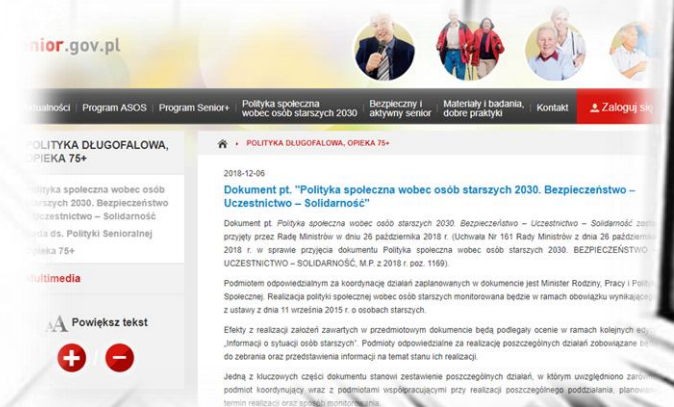 nior.gov.pl
tualności
Program ASOS
Program Senior+
Polityka społeczna
wobec osób starszych 2030
Bezpieczny i
aktywny senior
Materiały i badania,
dobre praktyki
Kontakt
Zaloguj się
POLITYKA DŁUGOFALOWA,
OPIEKA 75+
POLITYKA DŁUGOFALOWA, OPIEKA 75+
Polityka społeczna wobec osób
starszych 2030. Bezpieczeństwo
Uczestnictwo – Solidarność
ds. Polityki Senioralnej
Opieka 75+
Multimedia
AA Powiększ tekst
2018-12-06
Dokument pt. "Polityka społeczna wobec osób starszych 2030. Bezpieczeństwo –
Uczestnictwo – Solidarność"
Dokument pt. Polityka społeczna wobec osób starszych 2030. Bezpieczeństwo – Uczestnictwo – Solidarność
przyjęty przez Radę Ministrów w dniu 26 października 2018 r. (Uchwała Nr 161 Rady Ministrów z dnia 26 października
2018 r. w sprawie przyjęcia dokumentu Polityka społeczna wobec osób starszych 2030. BEZPIECZEŃSTWO –
UCZESTNICTWO – SOLIDARNOŚĆ, M.P. z 2018 r. poz. 1169).
Podmiotem odpowiedzialnym za koordynację działań zaplanowanych w dokumencie jest Minister Rodziny, Pracy i Polityki
Społecznej. Realizacja polityki społecznej wobec osób starszych monitorowana będzie w ramach obowiązku wynikającego
z ustawy z dnia 11 września 2015 r. o osobach starszych.
Efekty z realizacji założeń zawartych w przedmiotowym dokumencie będą podlegały ocenie w ramach kolejnych
„Informacji o sytuacji osób starszych". Podmioty odpowiedzialne za realizację poszczególnych działań zobowiązane
do zebrania oraz przedstawienia informacji na temat stanu ich realizacji.
Jedną z kluczowych części dokumentu stanowi zestawienie poszczególnych działań, w którym uwzględniono zarówno
podmiot koordynujący wraz z podmiotami współpracującymi przy realizacji poszczególnego poddziałania,
termin realizacji oraz sposób monitorowania.